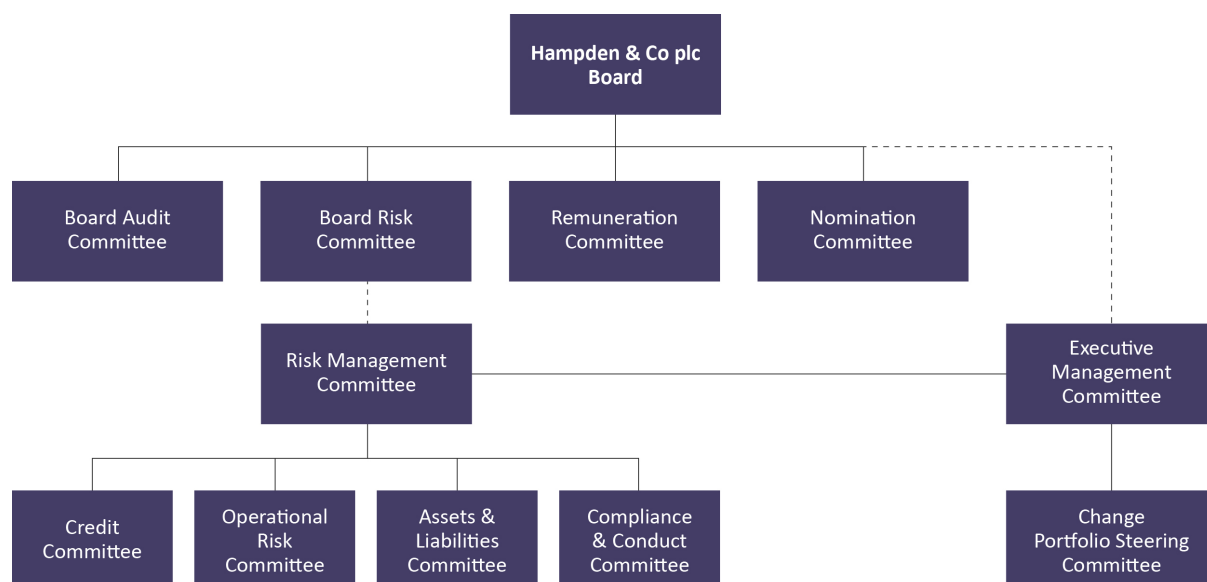 Hampden & Co plc
Board
Board Audit
Committee
Board Risk
Committee
Remuneration
Committee
Nomination
Committee
Risk Management
Committee
Executive
Management
Committee
Credit
Committee
Operational
Risk
Committee
Assets &
Liabilities
Committee
Compliance
& Conduct
Committee
Change
Portfolio Steering
Committee